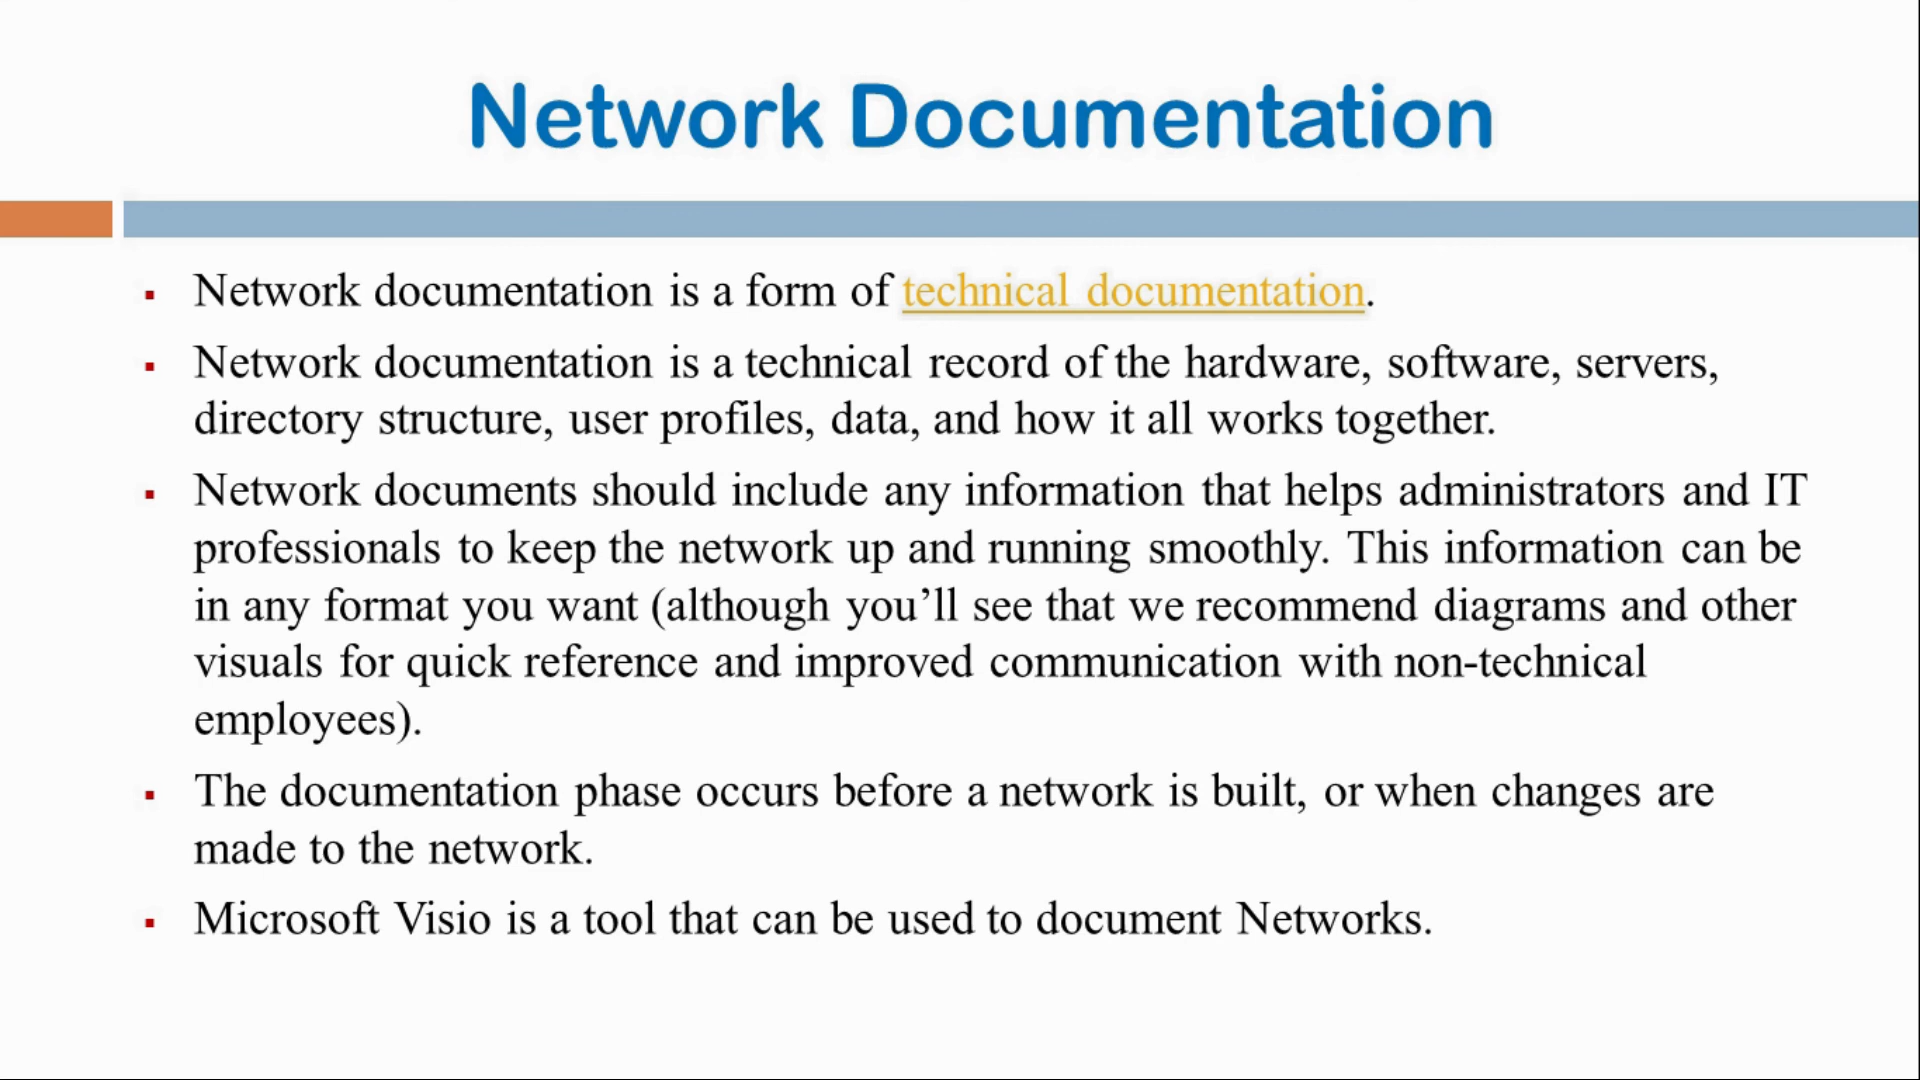 Network Documentation
Network documentation is a form of technical documentation.
Network documentation is a technical record of the hardware, software, servers,
directory structure, user profiles, data, and how it all works together.
Network documents should include any information that helps administrators and IT
professionals to keep the network up and running smoothly. This information can be
in any format you want (although you’ll see that we recommend diagrams and other
visuals for quick reference and improved communication with non-technical
employees).
The documentation phase occurs before a network is built, or when changes are
made to the network.
Microsoft Visio is a tool that can be used to document Networks.